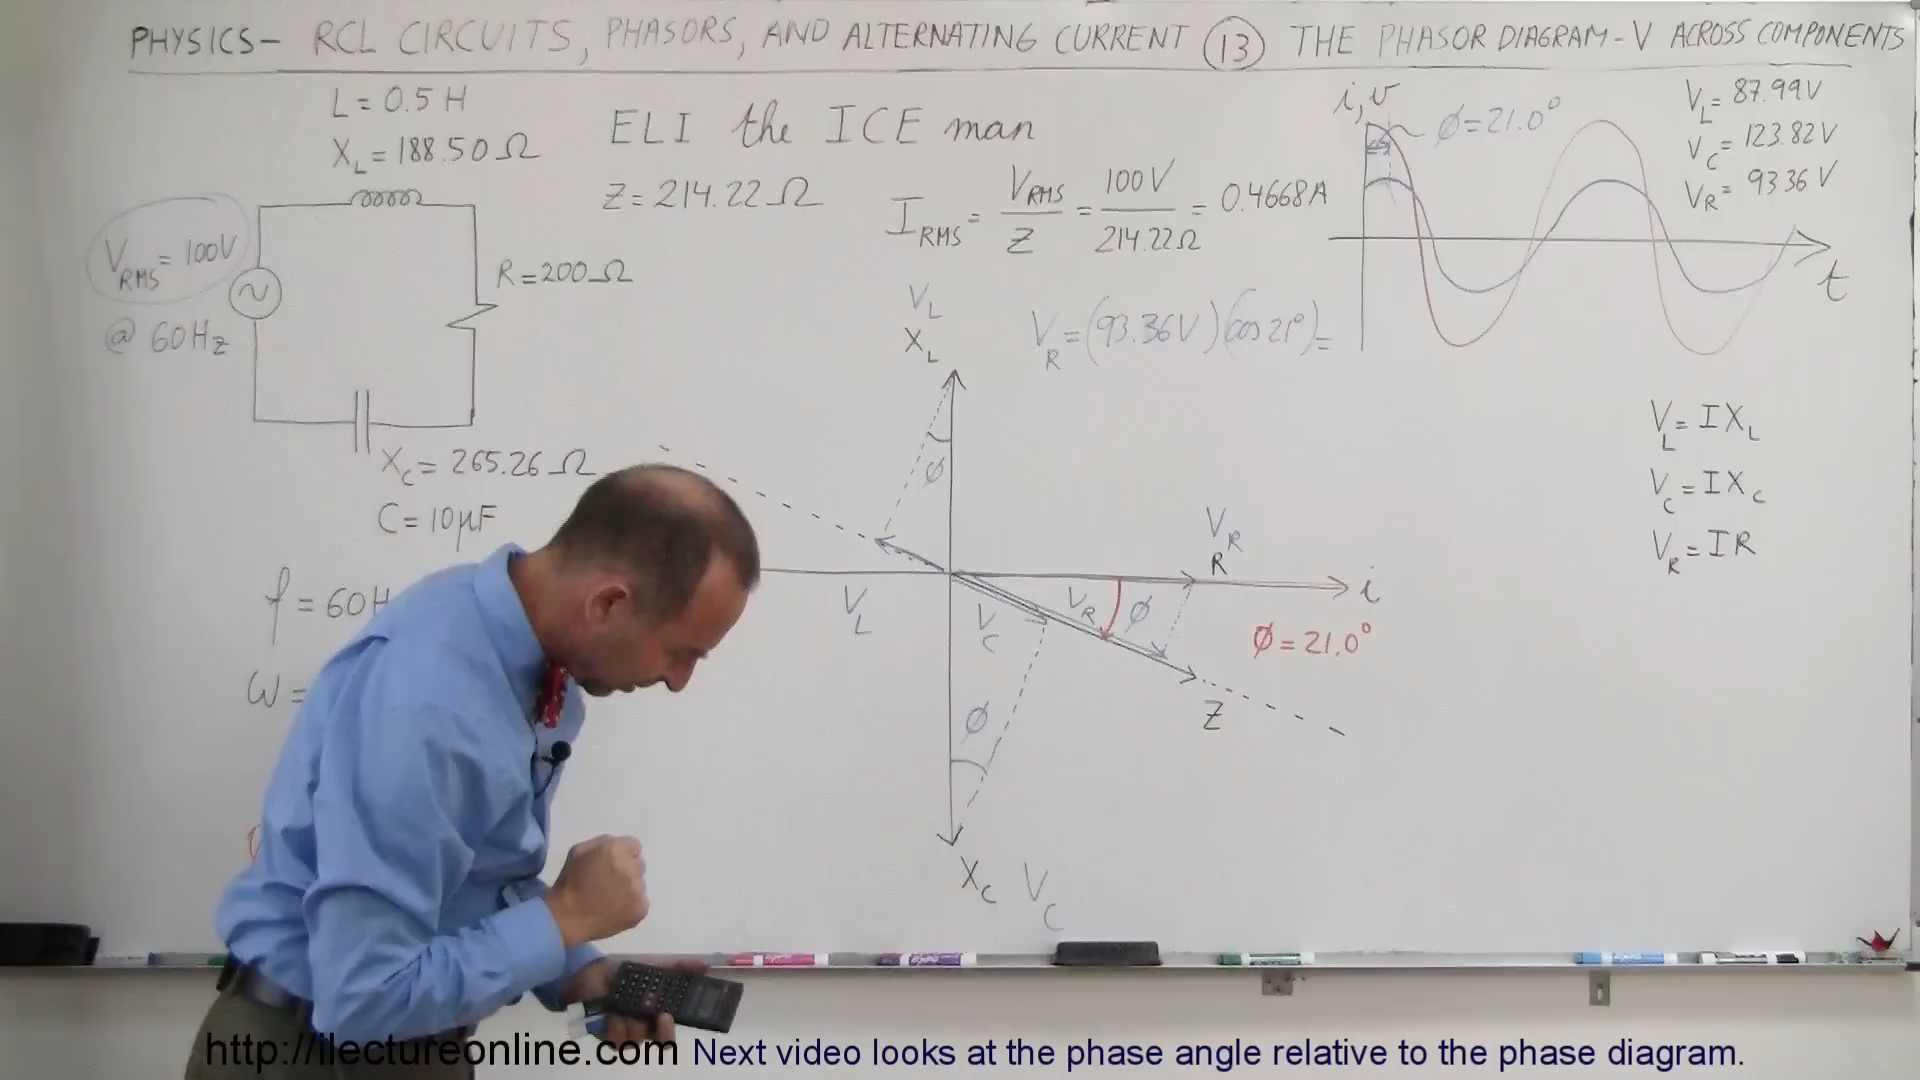 PHYSICS- RCL CIRCUITS, PHASORS, AND ALTERNATING CURRENT (13) THE PHASOR DIAGRAM-V ACROSS COMPONENTS
L = 0.5 H
X_L = 188.50 Ω
V_RMS = 100V
@ 60Hz
R = 200 Ω
X_C = 265.26 Ω
C = 10μF
f = 60H
ω =
ELI the ICE man
Z = 214.22 Ω
I_RMS = V_RMS / Z = 100V / 214.22Ω = 0.4668A
V_R = (93.36V)(cos 21°) =
V_L
X_L
φ
V_L
V_C
V_R
φ
V_R
R
i
φ = 21.0°
Z
φ
X_C V_C
i,v
φ = 21.0°
t
V_L = 87.99V
V_C = 123.82V
V_R = 93.36 V
V_L = IX_L
V_C = IX_C
V_R = IR
http://ilectureonline.com Next video looks at the phase angle relative to the phase diagram.